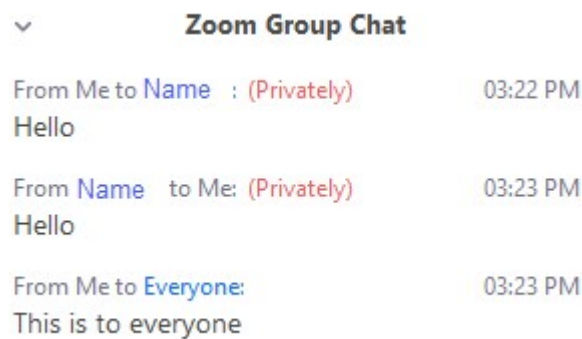 Zoom Group Chat
From Me to Name : (Privately) 03:22 PM
Hello
From Name to Me: (Privately) 03:23 PM
Hello
From Me to Everyone: 03:23 PM
This is to everyone